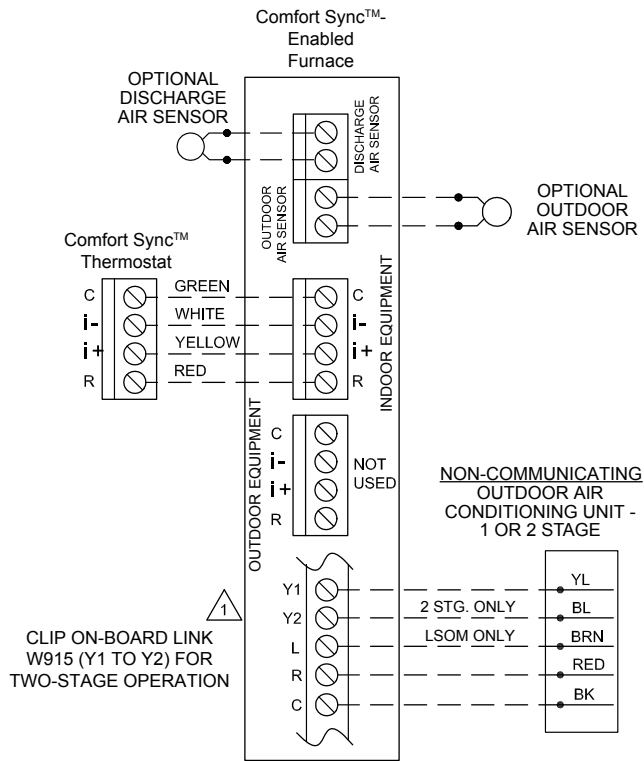 Comfort Sync™-
Enabled
Furnace
OPTIONAL
DISCHARGE
AIR SENSOR
DISCHARGE
AIR SENSOR
OUTDOOR
AIR SENSOR
OPTIONAL
OUTDOOR
AIR SENSOR
Comfort Sync™
Thermostat
C GREEN C
i- WHITE i-
i+ YELLOW i+
R RED R
INDOOR EQUIPMENT
OUTDOOR EQUIPMENT
C
i-
i+
R
NOT
USED
NON-COMMUNICATING
OUTDOOR AIR
CONDITIONING UNIT -
1 OR 2 STAGE
Y1 YL
Y2 2 STG. ONLY BL
L LSOM ONLY BRN
R RED
C BK
1
CLIP ON-BOARD LINK
W915 (Y1 TO Y2) FOR
TWO-STAGE OPERATION